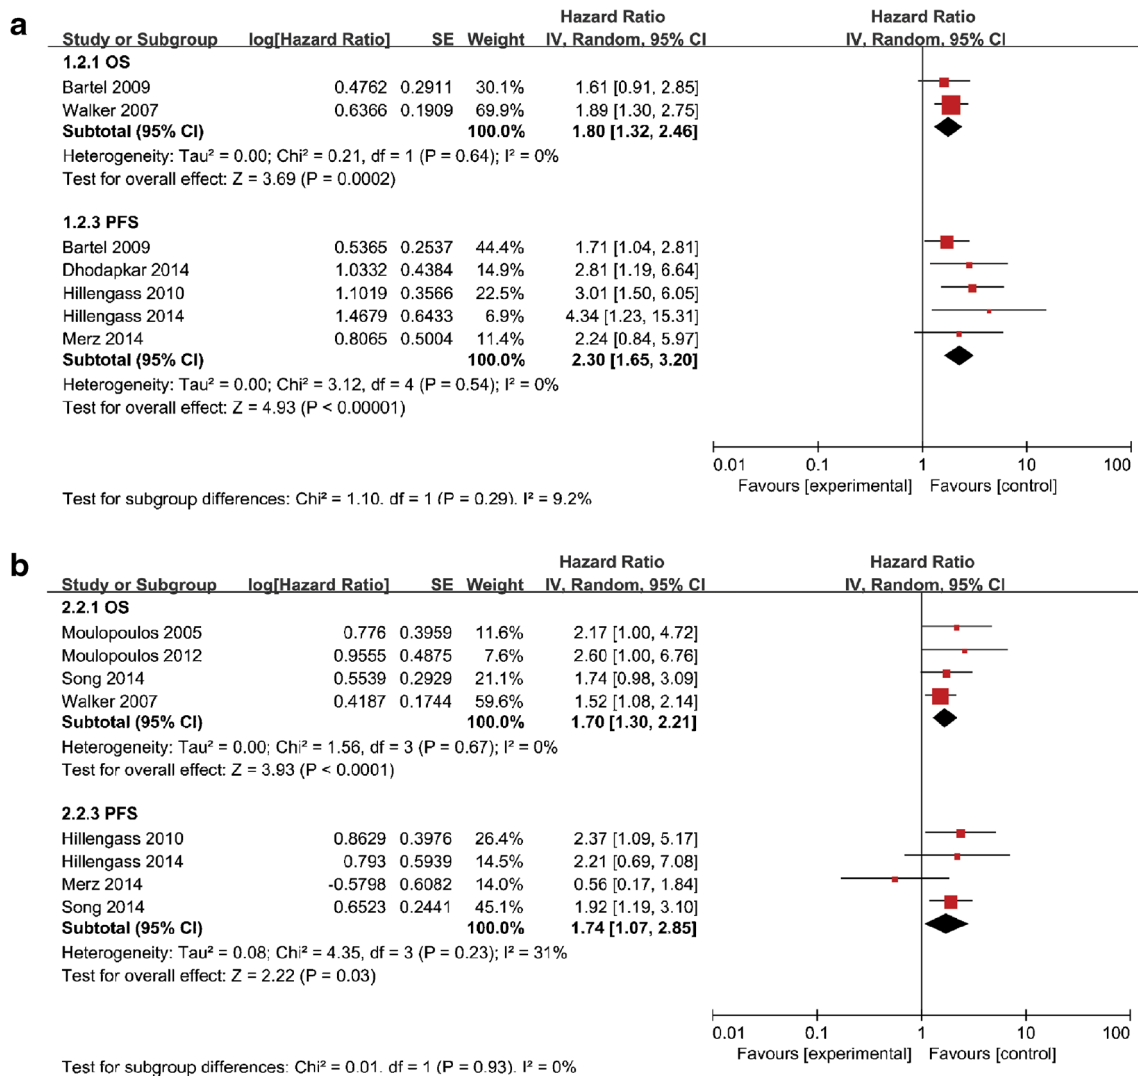 a
Hazard Ratio Hazard Ratio
Study or Subgroup log[Hazard Ratio] SE Weight IV, Random, 95% CI IV, Random, 95% CI
1.2.1 OS
Bartel 2009 0.4762 0.2911 30.1% 1.61 [0.91, 2.85]
Walker 2007 0.6366 0.1909 69.9% 1.89 [1.30, 2.75]
Subtotal (95% CI) 100.0% 1.80 [1.32, 2.46]
Heterogeneity: Tau² = 0.00; Chi² = 0.21, df = 1 (P = 0.64); I² = 0%
Test for overall effect: Z = 3.69 (P = 0.0002)
1.2.3 PFS
Bartel 2009 0.5365 0.2537 44.4% 1.71 [1.04, 2.81]
Dhodapkar 2014 1.0332 0.4384 14.9% 2.81 [1.19, 6.64]
Hillengass 2010 1.1019 0.3566 22.5% 3.01 [1.50, 6.05]
Hillengass 2014 1.4679 0.6433 6.9% 4.34 [1.23, 15.31]
Merz 2014 0.8065 0.5004 11.4% 2.24 [0.84, 5.97]
Subtotal (95% CI) 100.0% 2.30 [1.65, 3.20]
Heterogeneity: Tau² = 0.00; Chi² = 3.12, df = 4 (P = 0.54); I² = 0%
Test for overall effect: Z = 4.93 (P < 0.00001)
0.01 0.1 1 10 100
Favours [experimental] Favours [control]
Test for subgroup differences: Chi² = 1.10. df = 1 (P = 0.29). I² = 9.2%
b
Hazard Ratio Hazard Ratio
Study or Subgroup log[Hazard Ratio] SE Weight IV, Random, 95% CI IV, Random, 95% CI
2.2.1 OS
Moulopoulos 2005 0.776 0.3959 11.6% 2.17 [1.00, 4.72]
Moulopoulos 2012 0.9555 0.4875 7.6% 2.60 [1.00, 6.76]
Song 2014 0.5539 0.2929 21.1% 1.74 [0.98, 3.09]
Walker 2007 0.4187 0.1744 59.6% 1.52 [1.08, 2.14]
Subtotal (95% CI) 100.0% 1.70 [1.30, 2.21]
Heterogeneity: Tau² = 0.00; Chi² = 1.56, df = 3 (P = 0.67); I² = 0%
Test for overall effect: Z = 3.93 (P < 0.0001)
2.2.3 PFS
Hillengass 2010 0.8629 0.3976 26.4% 2.37 [1.09, 5.17]
Hillengass 2014 0.793 0.5939 14.5% 2.21 [0.69, 7.08]
Merz 2014 -0.5798 0.6082 14.0% 0.56 [0.17, 1.84]
Song 2014 0.6523 0.2441 45.1% 1.92 [1.19, 3.10]
Subtotal (95% CI) 100.0% 1.74 [1.07, 2.85]
Heterogeneity: Tau² = 0.08; Chi² = 4.35, df = 3 (P = 0.23); I² = 31%
Test for overall effect: Z = 2.22 (P = 0.03)
0.01 0.1 1 10 100
Favours [experimental] Favours [control]
Test for subgroup differences: Chi² = 0.01. df = 1 (P = 0.93). I² = 0%